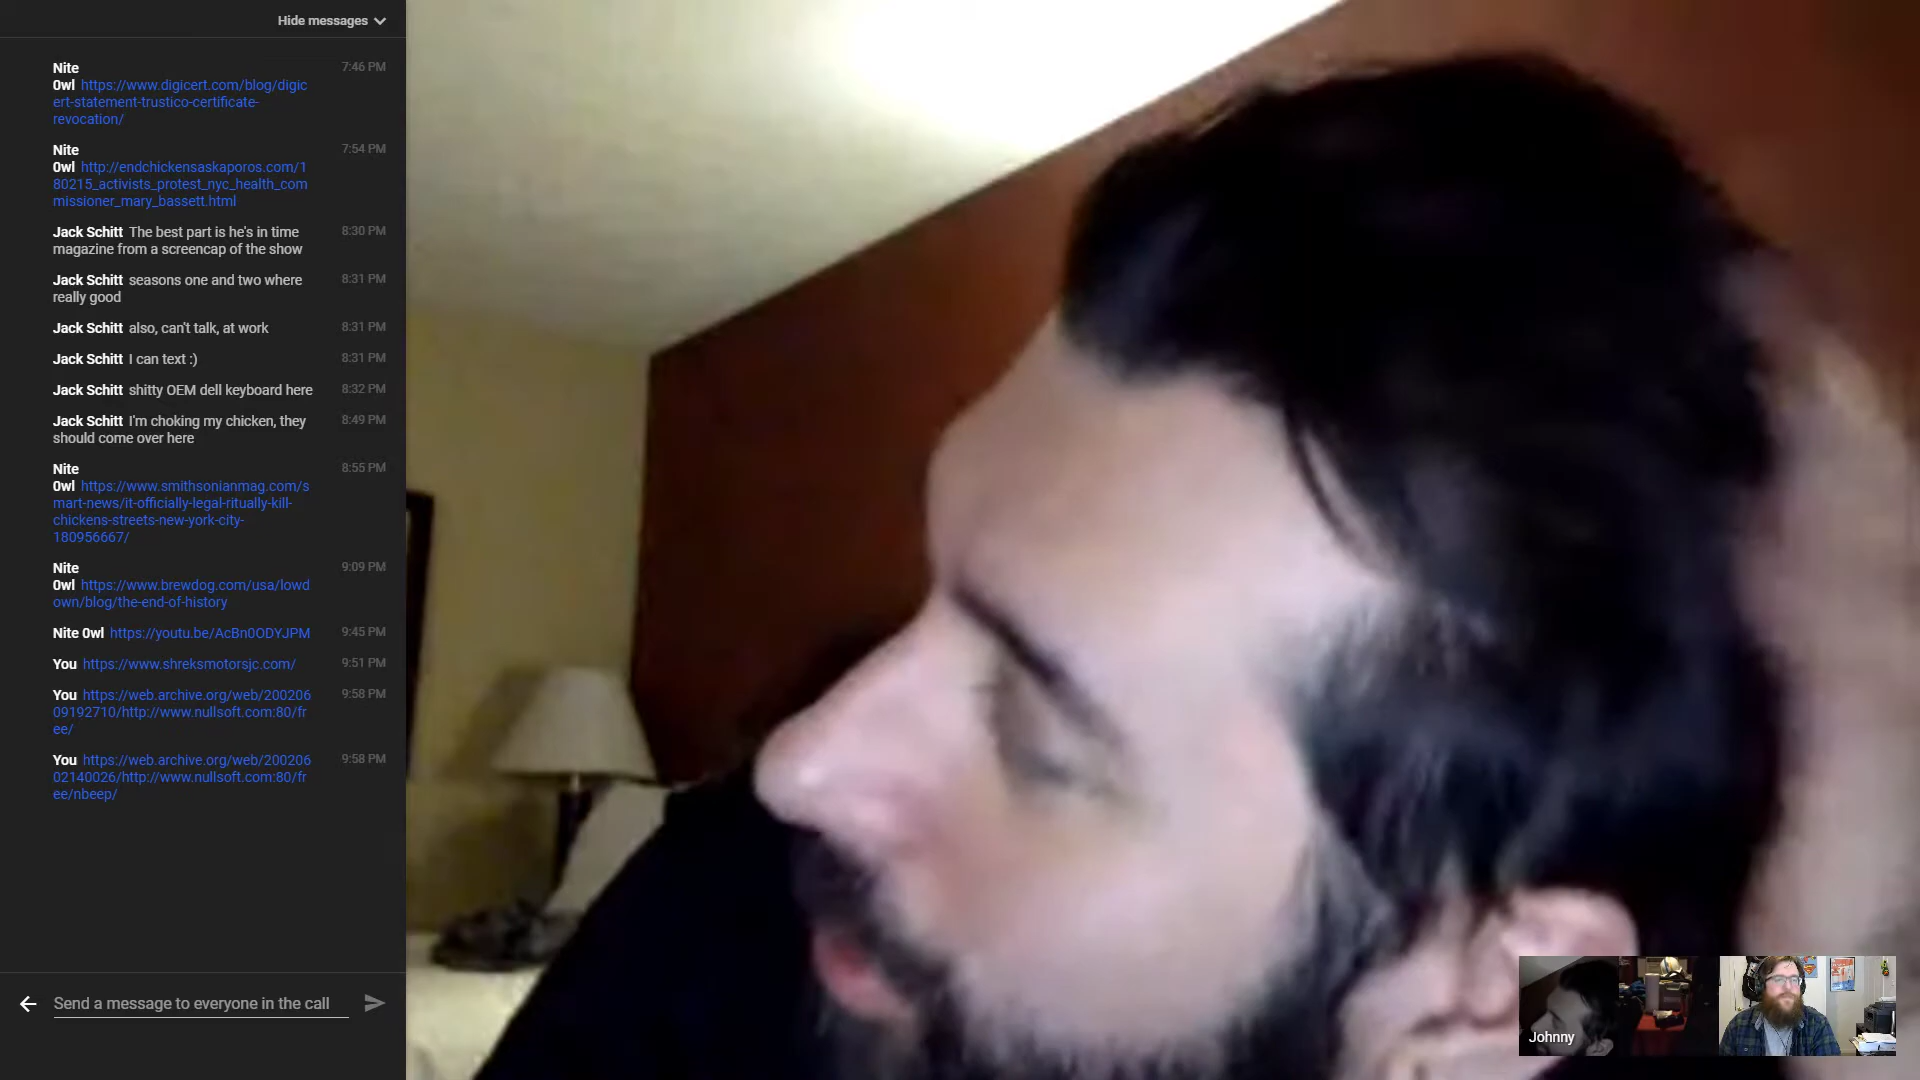 Hide messages
Nite 7:46 PM
0wl https://www.digicert.com/blog/digic
ert-statement-trustico-certificate-
revocation/
Nite 7:54 PM
0wl http://endchickensaskaporos.com/1
80215_activists_protest_nyc_health_com
missioner_mary_bassett.html
Jack Schitt The best part is he's in time 8:30 PM
magazine from a screencap of the show
Jack Schitt seasons one and two where 8:31 PM
really good
Jack Schitt also, can't talk, at work 8:31 PM
Jack Schitt I can text :) 8:31 PM
Jack Schitt shitty OEM dell keyboard here 8:32 PM
Jack Schitt I'm choking my chicken, they 8:49 PM
should come over here
Nite 8:55 PM
0wl https://www.smithsonianmag.com/s
mart-news/it-officially-legal-ritually-kill-
chickens-streets-new-york-city-
180956667/
Nite 9:09 PM
0wl https://www.brewdog.com/usa/lowd
own/blog/the-end-of-history
Nite 0wl https://youtu.be/AcBn0ODYJPM 9:45 PM
You https://www.shreksmotorsjc.com/ 9:51 PM
You https://web.archive.org/web/200206 9:58 PM
09192710/http://www.nullsoft.com:80/fr
ee/
You https://web.archive.org/web/200206 9:58 PM
02140026/http://www.nullsoft.com:80/fr
ee/nbeep/
Send a message to everyone in the call
Johnny